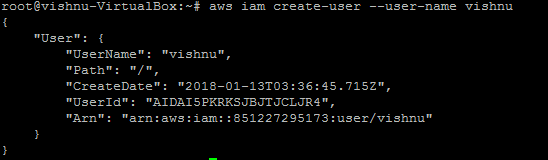 root@vishnu-VirtualBox:~# aws iam create-user --user-name vishnu
{
    "User": {
        "UserName": "vishnu",
        "Path": "/",
        "CreateDate": "2018-01-13T03:36:45.715Z",
        "UserId": "AIDAI5PKRKSJBJTJCLJR4",
        "Arn": "arn:aws:iam::851227295173:user/vishnu"
    }
}